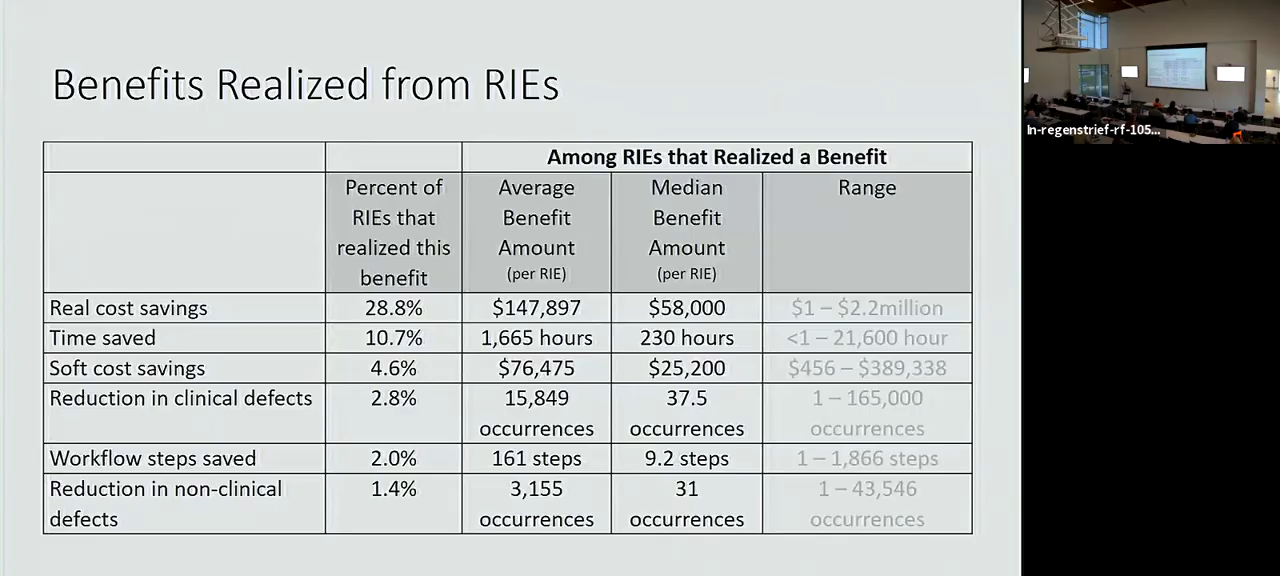 Benefits Realized from RIEs
Among RIEs that Realized a Benefit
Percent of
RIEs that
realized this
benefit
Average
Benefit
Amount
(per RIE)
Median
Benefit
Amount
(per RIE)
Range
Real cost savings 28.8% $147,897 $58,000 $1 – $2.2million
Time saved 10.7% 1,665 hours 230 hours <1 – 21,600 hour
Soft cost savings 4.6% $76,475 $25,200 $456 – $389,338
Reduction in clinical defects 2.8% 15,849 37.5 1 – 165,000
occurrences occurrences occurrences
Workflow steps saved 2.0% 161 steps 9.2 steps 1 – 1,866 steps
Reduction in non-clinical 1.4% 3,155 31 1 – 43,546
defects occurrences occurrences occurrences
In-regenstrief-rf-105...